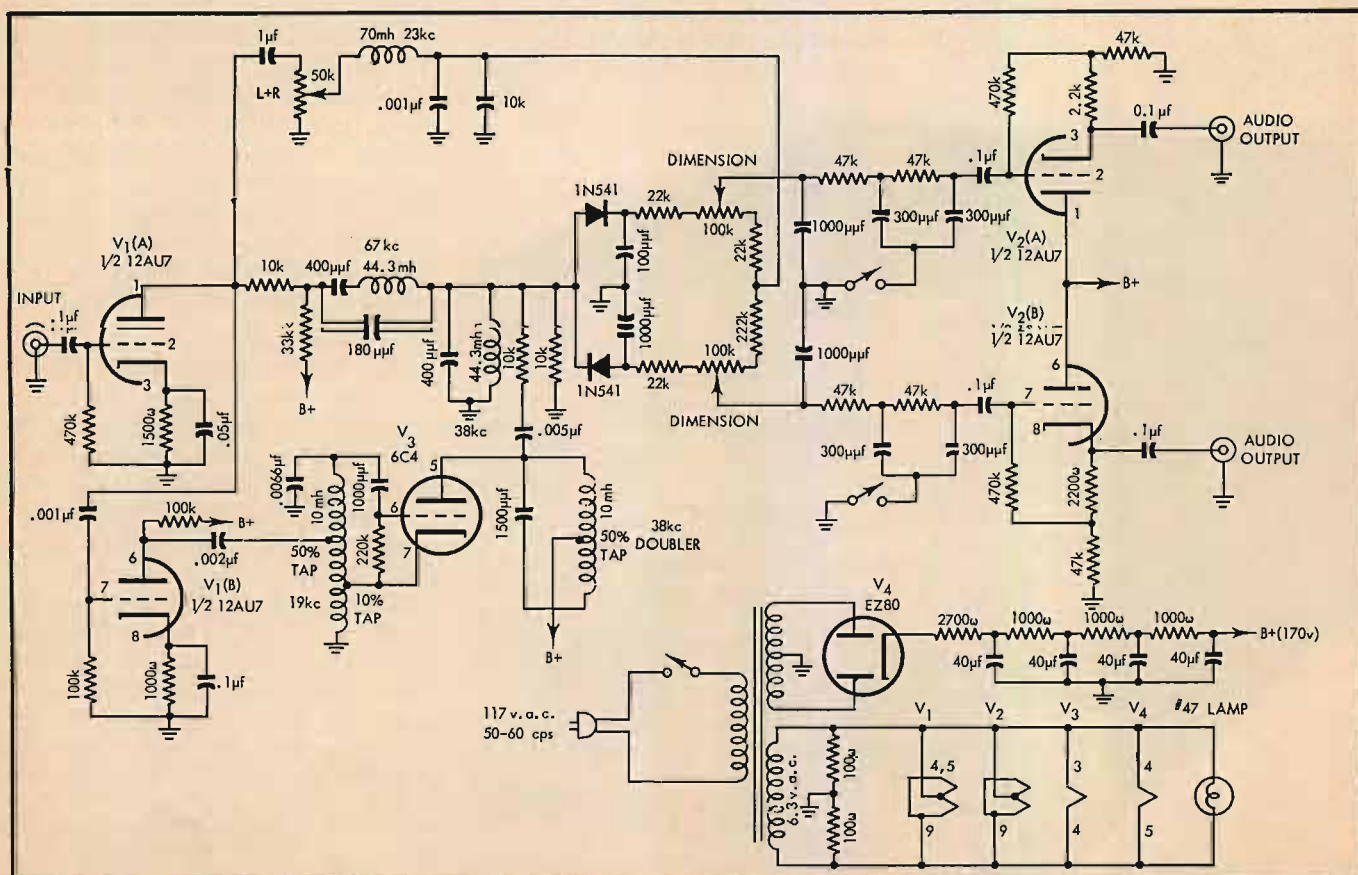 1μf
50k
L+R
70mh 23kc
.001μf
10k
V1(A)
1/2 12AU7
INPUT
.1μf
1
2
3
470k
1500ω
.05μf
10k
33kc
B+
400μμf
67kc
44.3mh
180μμf
400μμf
44.3mh
38kc
10k
10k
.005μf
1N541
1N541
100μμf
1000μμf
22k
22k
DIMENSION
100k
100k
DIMENSION
22k
222k
1000μμf
1000μμf
47k
47k
300μμf
300μμf
.1μf
47k
47k
300μμf
300μμf
.1μf
470k
47k
2.2k
0.1μf
AUDIO
OUTPUT
3
2
1
V2(A)
1/2 12AU7
B+
V2(B)
1/2 12AU7
6
7
8
.1μf
AUDIO
OUTPUT
470k
2200ω
47k
.001μf
100k
B+
.002μf
6
7
8
V1(B)
1/2 12AU7
100k
1000ω
.1μf
.0066μf
10mh
50%
TAP
19kc
10%
TAP
1000μμf
220k
V3
6C4
5
6
7
1500μμf
10mh
50%
TAP
38kc
DOUBLER
B+
117 v.a.c.
50-60 cps
V4
EZ80
2700ω
1000ω
1000ω
1000ω
B+(170v)
40μf
40μf
40μf
40μf
6.3v.a.c.
100ω
100ω
V1
V2
V3
V4
#47 LAMP
4,5
9
9
3
4
4
5